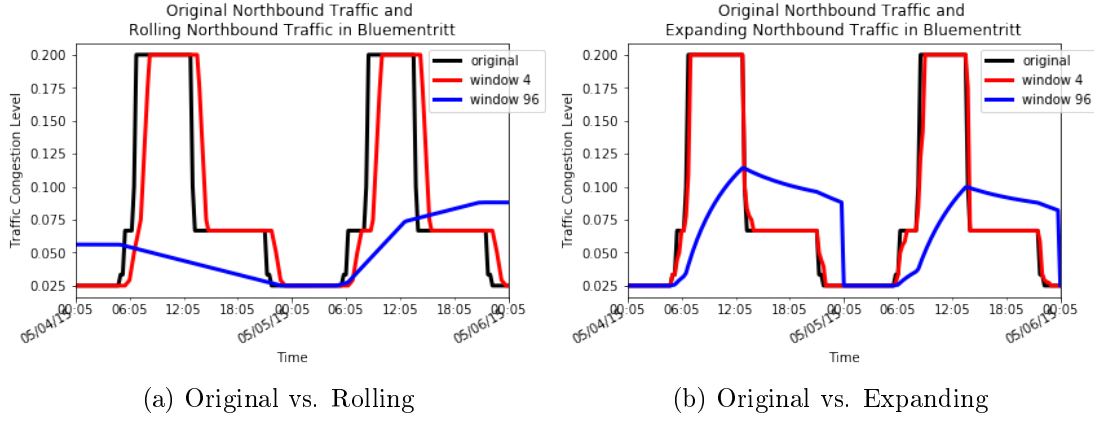 Original Northbound Traffic and
Rolling Northbound Traffic in Bluementritt
Traffic Congestion Level
0.200
0.175
0.150
0.125
0.100
0.075
0.050
0.025
original
window 4
window 96
00:05 06:05 12:05 18:05 00:05 06:05 12:05 18:05 00:05
05/04/15 05/05/15 05/06/15
Time
(a) Original vs. Rolling
Original Northbound Traffic and
Expanding Northbound Traffic in Bluementritt
Traffic Congestion Level
0.200
0.175
0.150
0.125
0.100
0.075
0.050
0.025
original
window 4
window 96
00:05 06:05 12:05 18:05 00:05 06:05 12:05 18:05 00:05
05/04/15 05/05/15 05/06/15
Time
(b) Original vs. Expanding